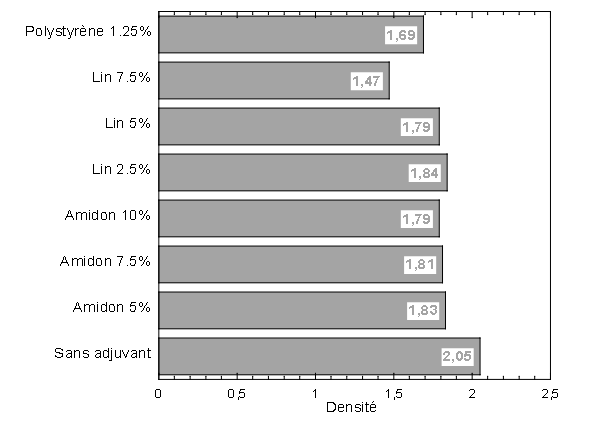 Polystyrène 1.25%
1,69
Lin 7.5%
1,47
Lin 5%
1,79
Lin 2.5%
1,84
Amidon 10%
1,79
Amidon 7.5%
1,81
Amidon 5%
1,83
Sans adjuvant
2,05
0 0,5 1 1,5 2 2,5
Densité